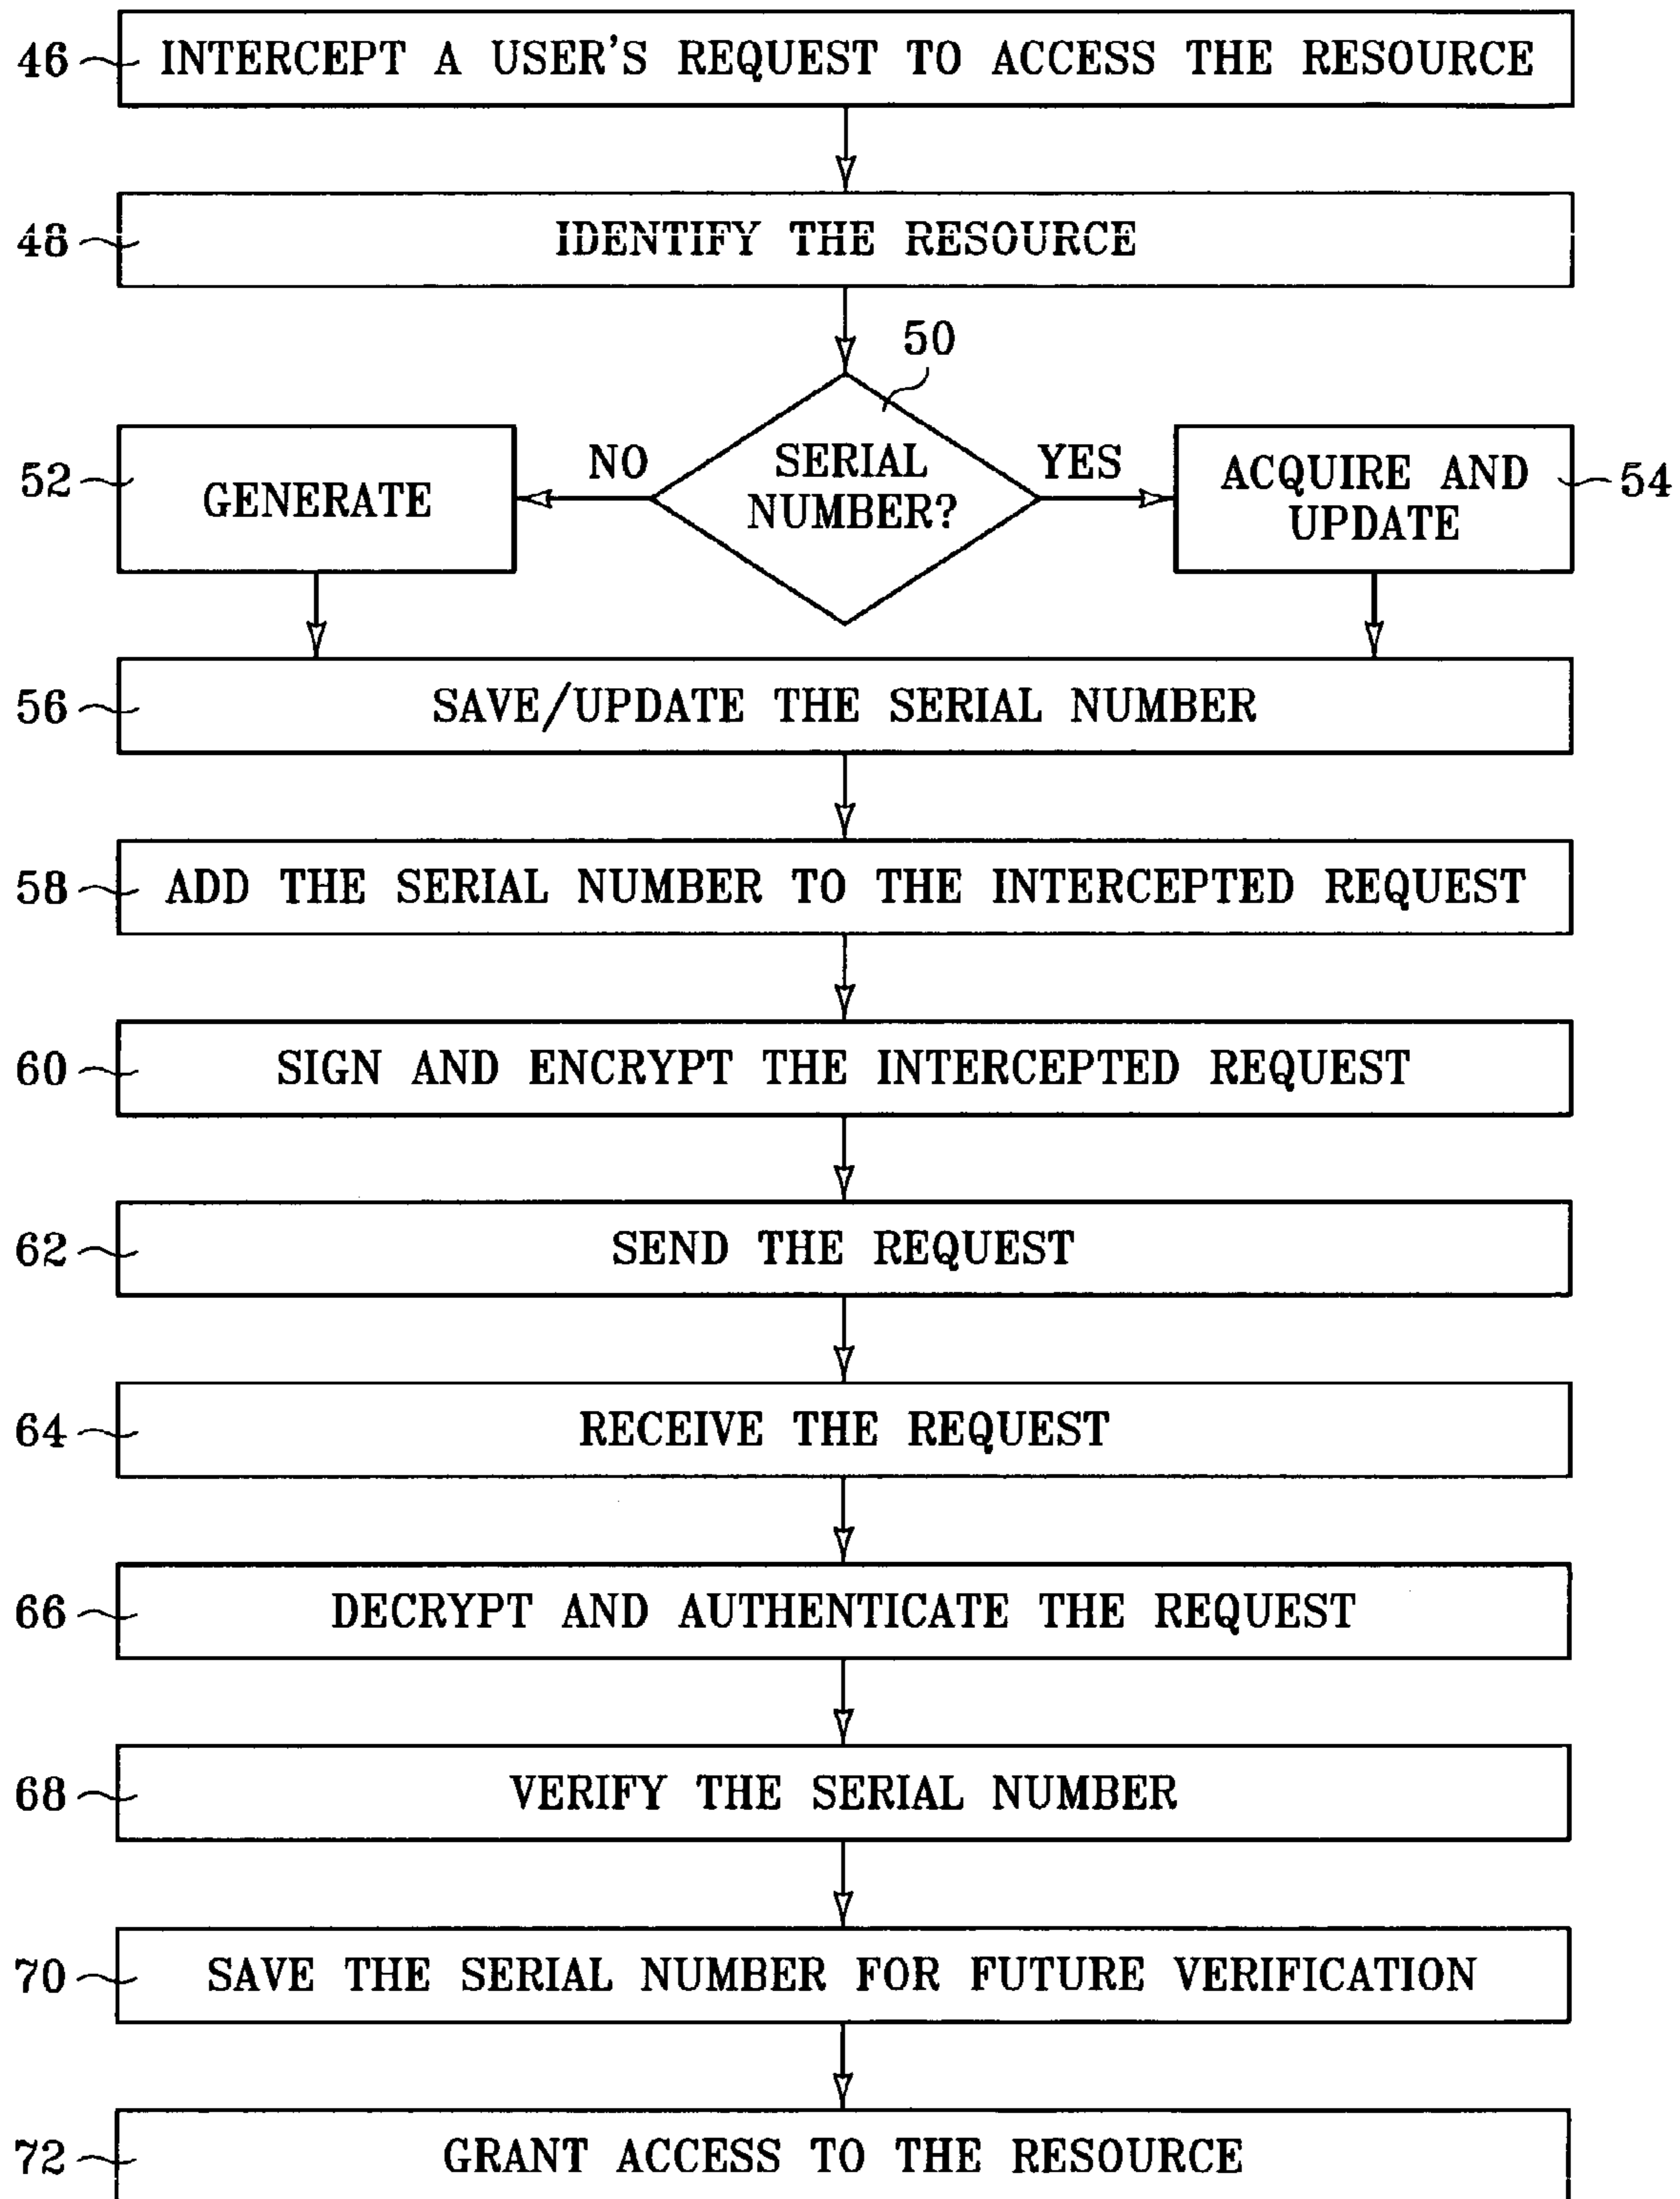 46 INTERCEPT A USER'S REQUEST TO ACCESS THE RESOURCE
48 IDENTIFY THE RESOURCE
50
52 GENERATE
NO
SERIAL
NUMBER?
YES
ACQUIRE AND
UPDATE
54
56 SAVE/UPDATE THE SERIAL NUMBER
58 ADD THE SERIAL NUMBER TO THE INTERCEPTED REQUEST
60 SIGN AND ENCRYPT THE INTERCEPTED REQUEST
62 SEND THE REQUEST
64 RECEIVE THE REQUEST
66 DECRYPT AND AUTHENTICATE THE REQUEST
68 VERIFY THE SERIAL NUMBER
70 SAVE THE SERIAL NUMBER FOR FUTURE VERIFICATION
72 GRANT ACCESS TO THE RESOURCE